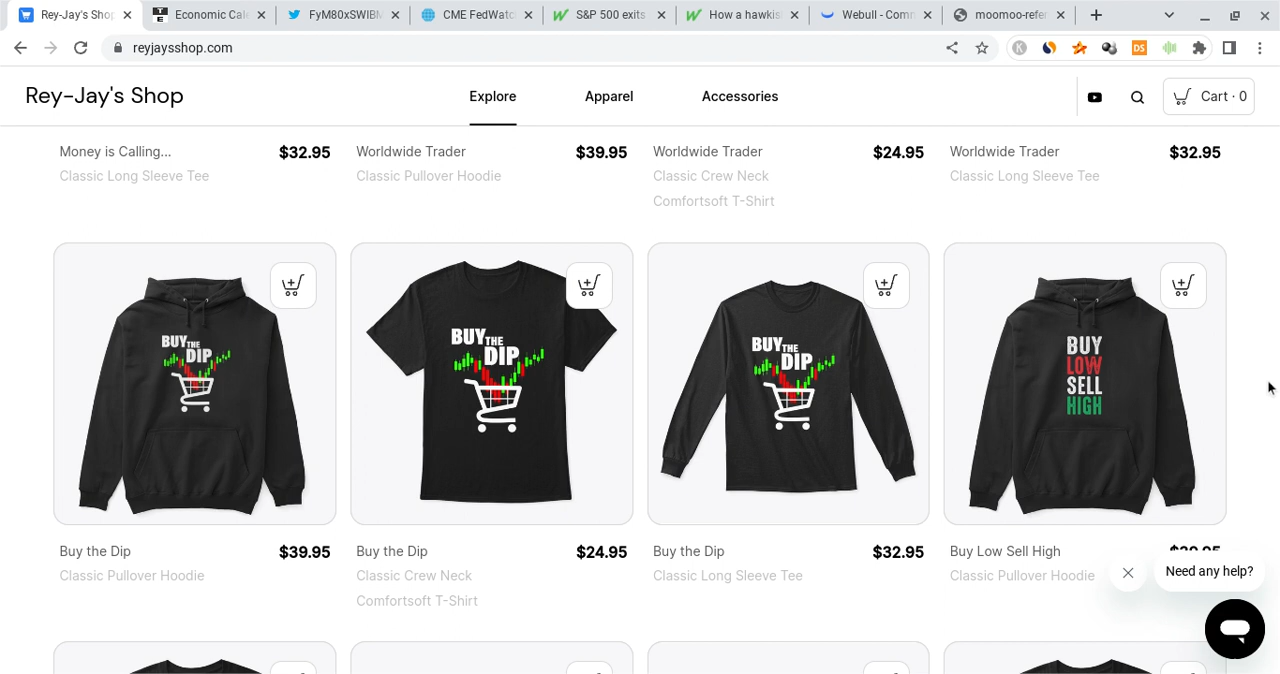 Rey-Jay's Shop
Economic Cale
FyM80xSWIBM
CME FedWatc
S&P 500 exits
How a hawkis
Webull - Comm
moomoo-refer
reyjaysshop.com
K
DS
Rey-Jay's Shop
Explore
Apparel
Accessories
Cart · 0
Money is Calling... $32.95
Classic Long Sleeve Tee
Worldwide Trader $39.95
Classic Pullover Hoodie
Worldwide Trader $24.95
Classic Crew Neck
Comfortsoft T-Shirt
Worldwide Trader $32.95
Classic Long Sleeve Tee
BUY THE
DIP
BUY THE
DIP
BUY THE
DIP
BUY
LOW
SELL
HIGH
Buy the Dip $39.95
Classic Pullover Hoodie
Buy the Dip $24.95
Classic Crew Neck
Comfortsoft T-Shirt
Buy the Dip $32.95
Classic Long Sleeve Tee
Buy Low Sell High
Classic Pullover Hoodie
Need any help?